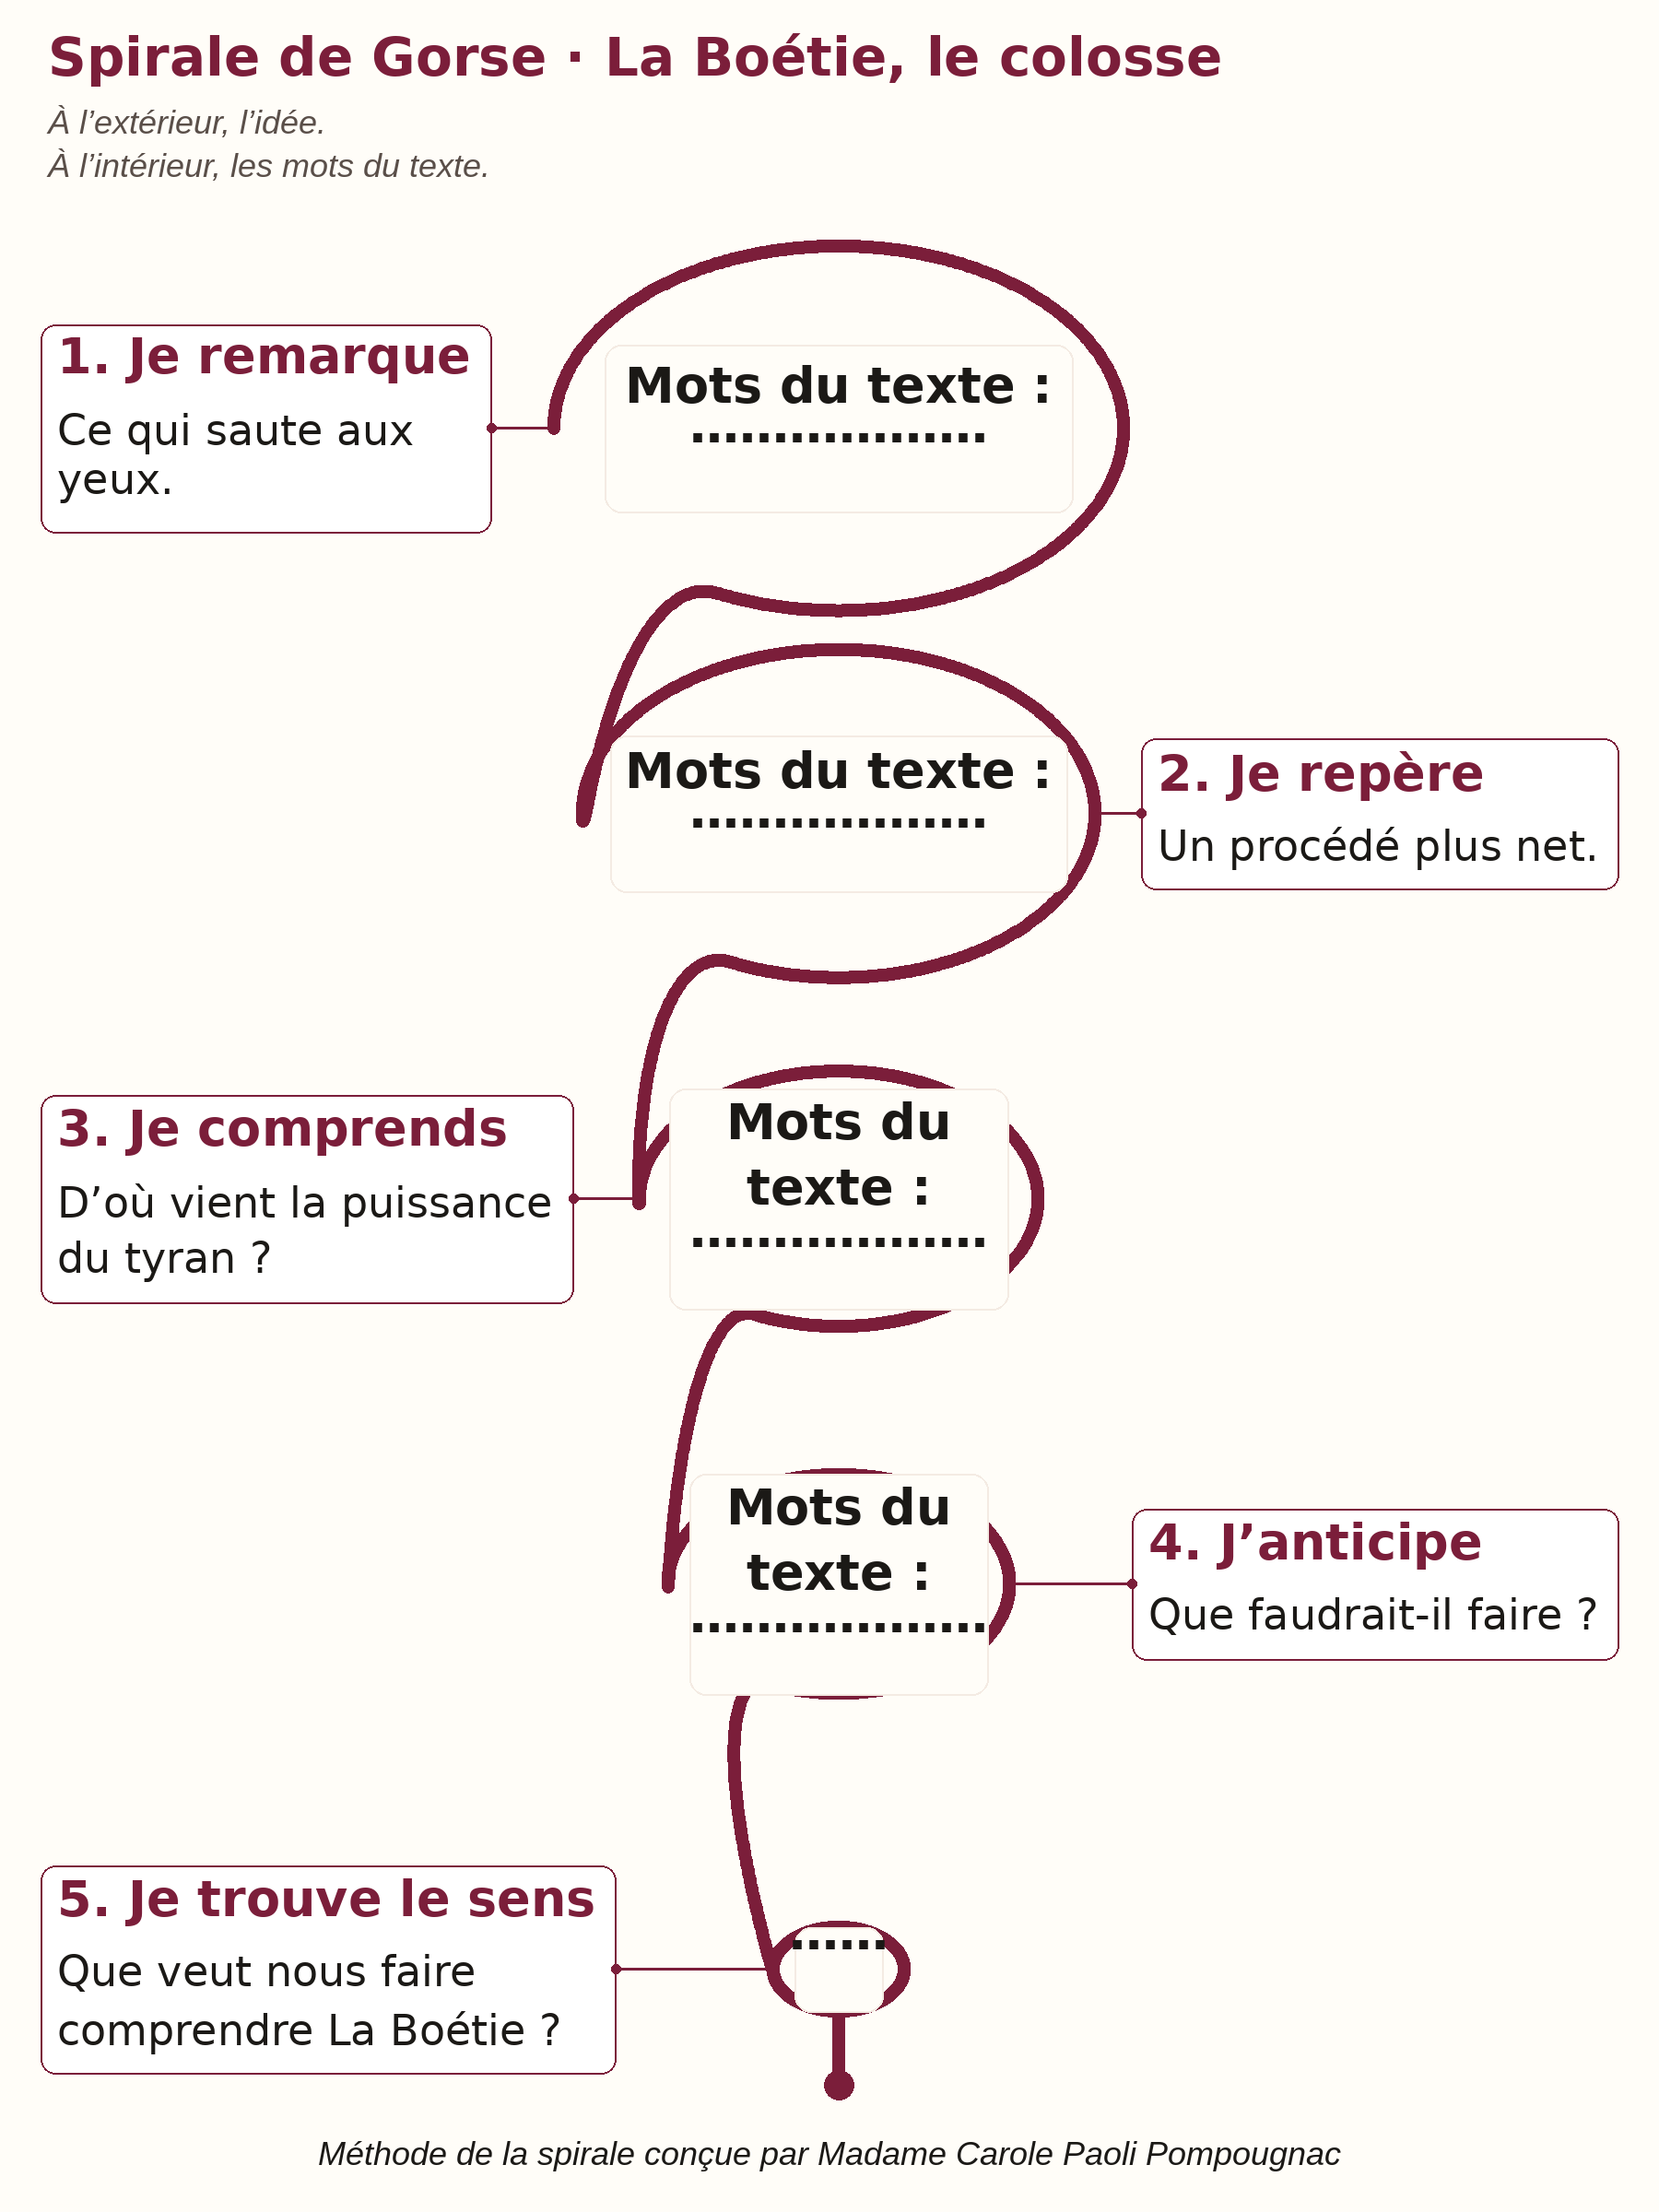 Spirale de Gorse · La Boétie, le colosse
À l’extérieur, l’idée.
À l’intérieur, les mots du texte.
1. Je remarque
Ce qui saute aux
yeux.
Mots du texte :
………………
Mots du texte :
………………
2. Je repère
Un procédé plus net.
3. Je comprends
D’où vient la puissance
du tyran ?
Mots du
texte :
………………
Mots du
texte :
………………
4. J’anticipe
Que faudrait-il faire ?
5. Je trouve le sens
Que veut nous faire
comprendre La Boétie ?
……
Méthode de la spirale conçue par Madame Carole Paoli Pompougnac